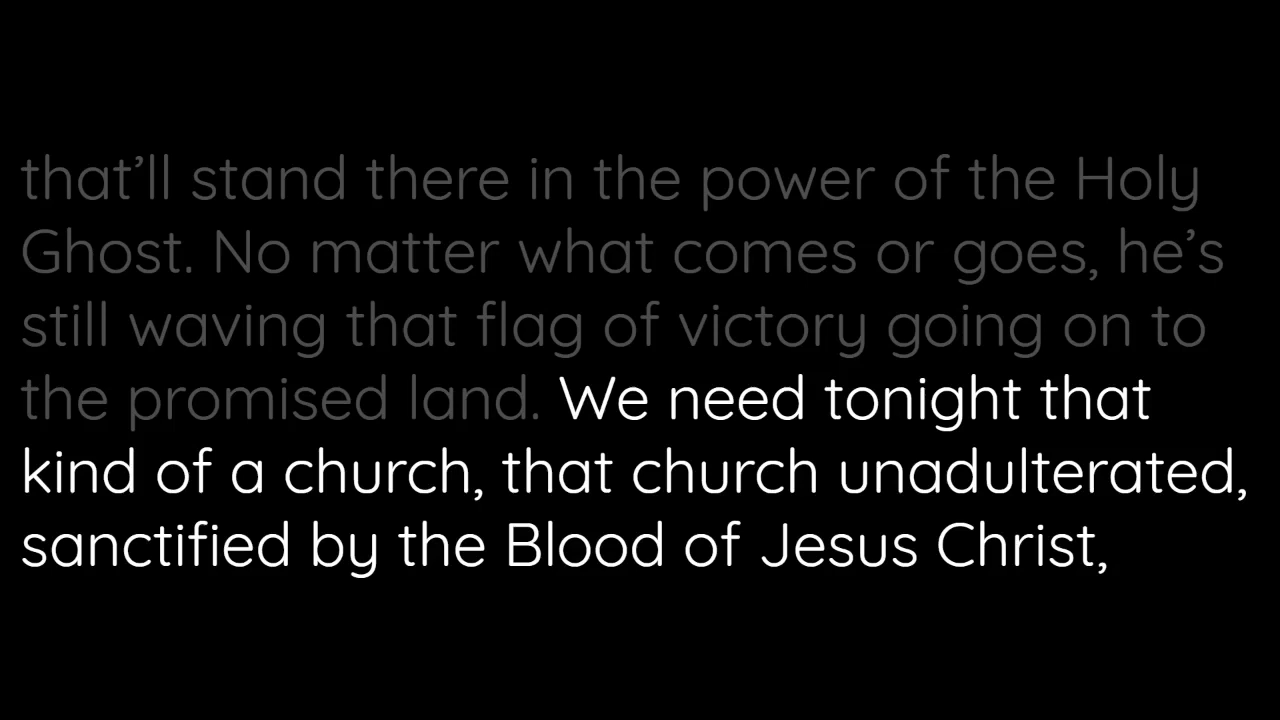 that’ll stand there in the power of the Holy
Ghost. No matter what comes or goes, he’s
still waving that flag of victory going on to
the promised land. We need tonight that
kind of a church, that church unadulterated,
sanctified by the Blood of Jesus Christ,